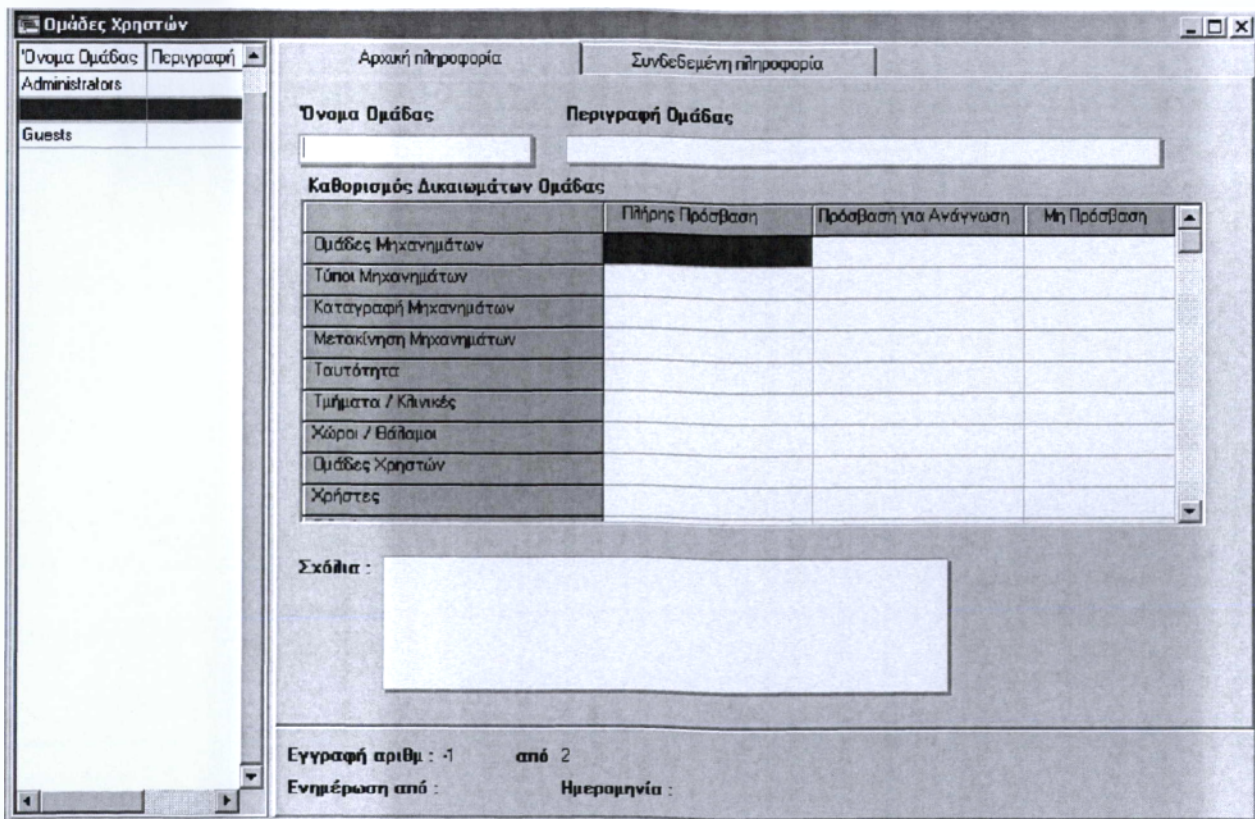 Ομάδες Χρηστών
Όνομα Ομάδας Περιγραφή
Administrators
Guests
Αρχική πληροφορία Συνδεδεμένη πληροφορία
Όνομα Ομάδας Περιγραφή Ομάδας
Καθορισμός Δικαιωμάτων Ομάδας
Πλήρης Πρόσβαση Πρόσβαση για Ανάγνωση Μη Πρόσβαση
Ομάδες Μηχανημάτων
Τύποι Μηχανημάτων
Καταγραφή Μηχανημάτων
Μετακίνηση Μηχανημάτων
Ταυτότητα
Τμήματα / Κλινικές
Χώροι / Θάλαμοι
Ομάδες Χρηστών
Χρήστες
Σχόλια :
Εγγραφή αριθμ : -1 από 2
Ενημέρωση από : Ημερομηνία :